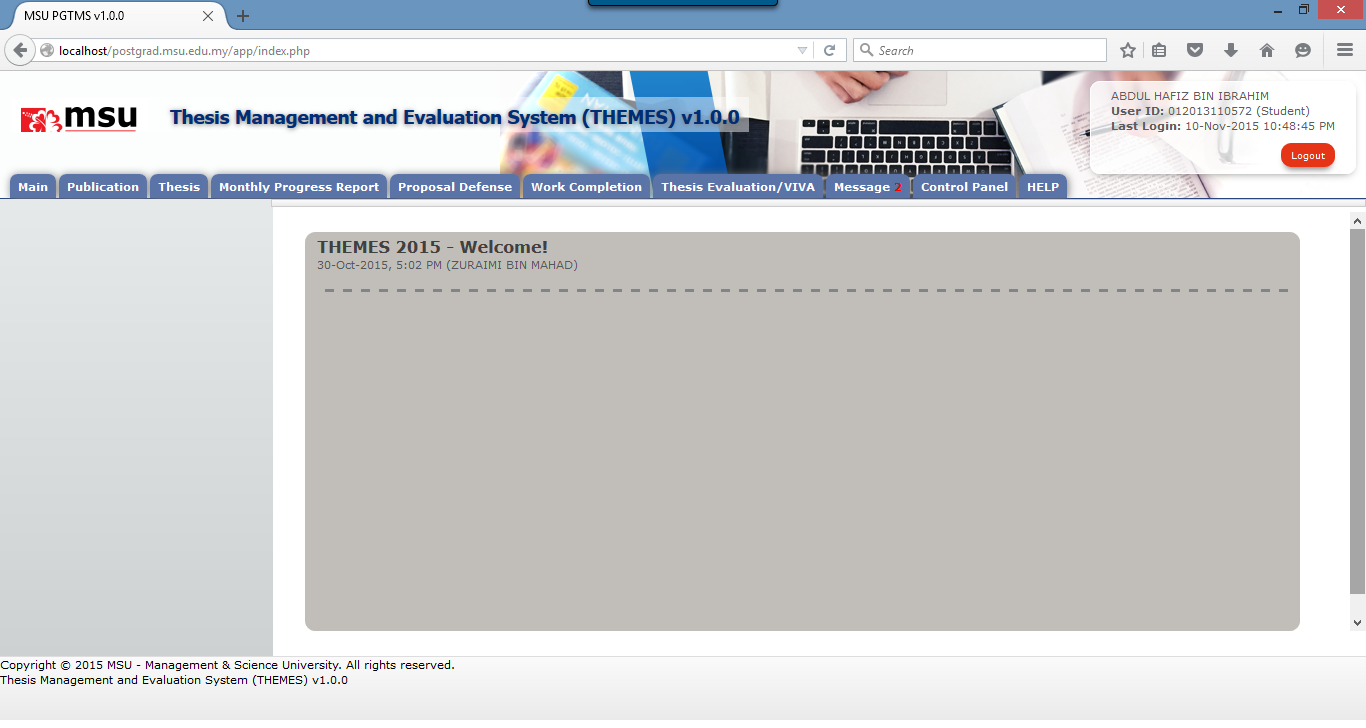 MSU PGTMS v1.0.0
localhost/postgrad.msu.edu.my/app/index.php
Search
msu
Thesis Management and Evaluation System (THEMES) v1.0.0
ABDUL HAFIZ BIN IBRAHIM
User ID: 012013110572 (Student)
Last Login: 10-Nov-2015 10:48:45 PM
Logout
Main Publication Thesis Monthly Progress Report Proposal Defense Work Completion Thesis Evaluation/VIVA Message 2 Control Panel HELP
THEMES 2015 - Welcome!
30-Oct-2015, 5:02 PM (ZURAIMI BIN MAHAD)
Copyright © 2015 MSU - Management & Science University. All rights reserved.
Thesis Management and Evaluation System (THEMES) v1.0.0